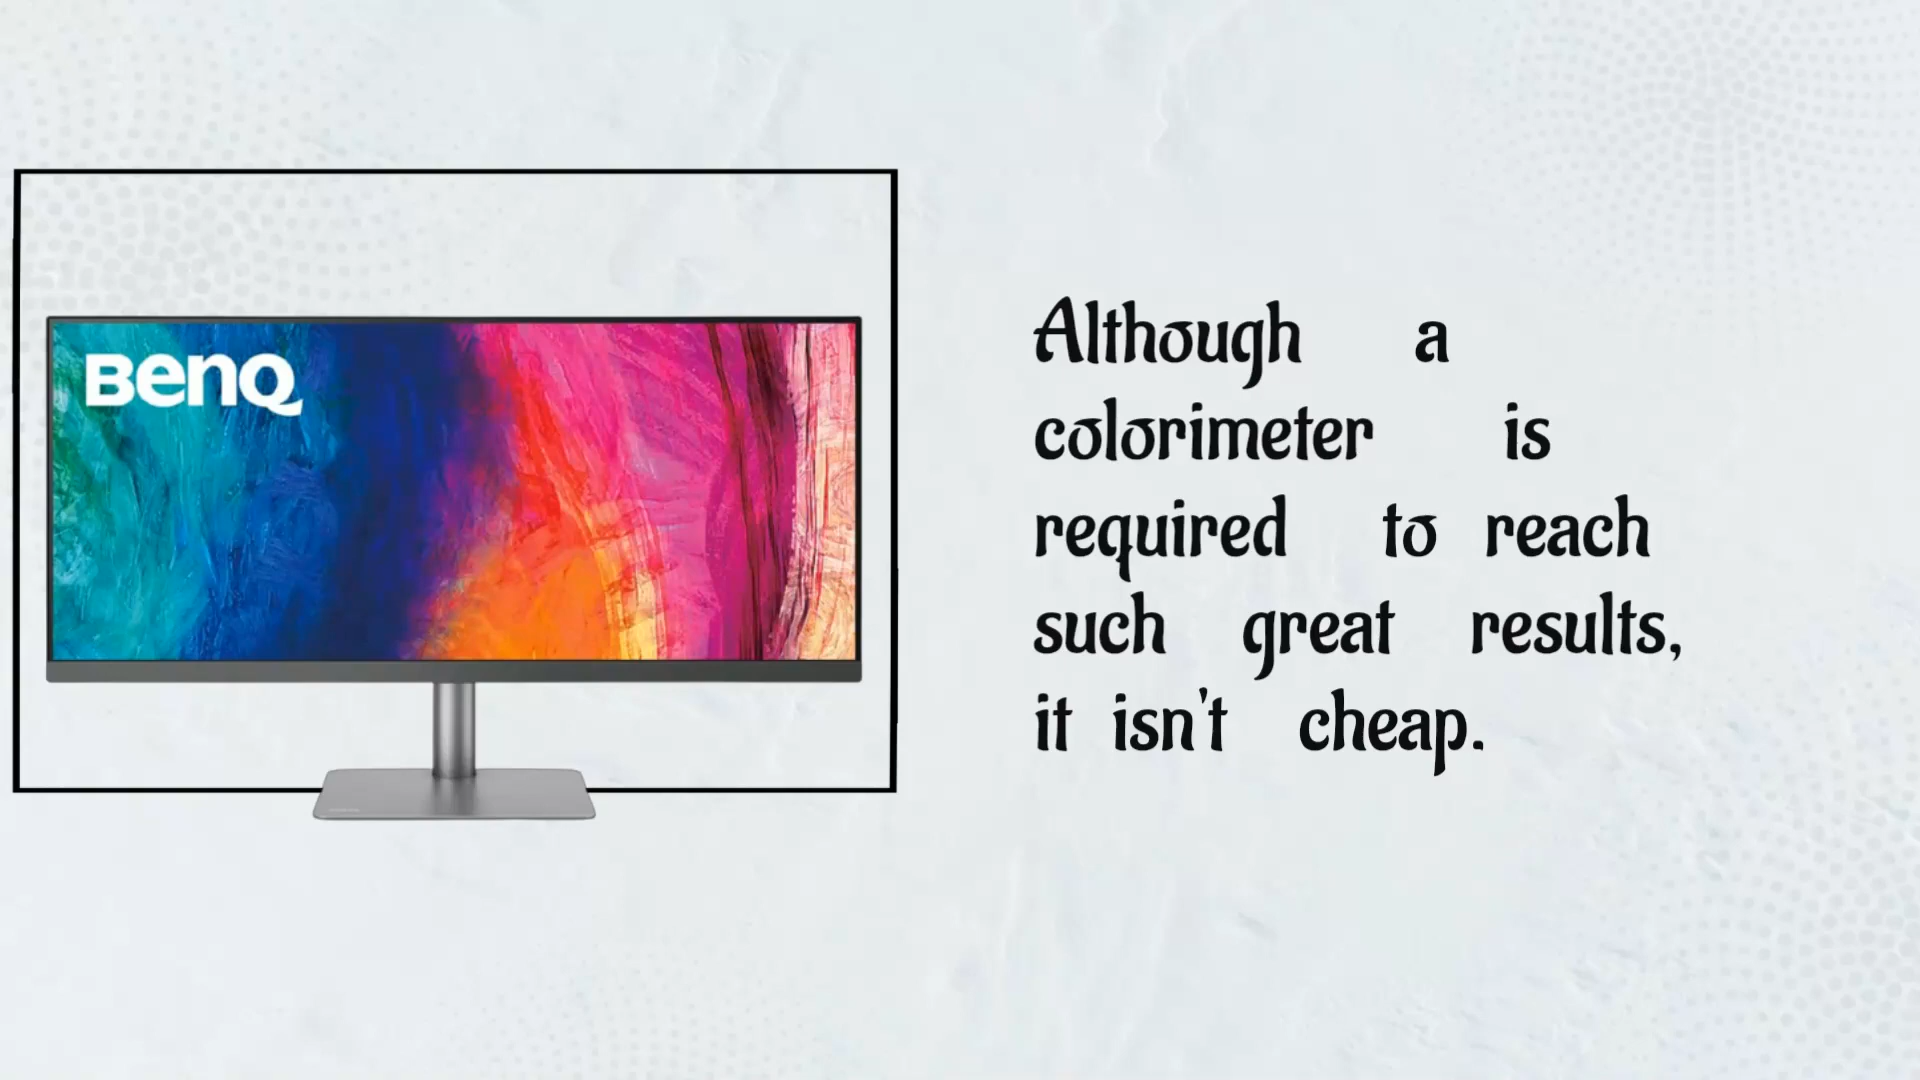 BenQ
Although a
colorimeter is
required to reach
such great results,
it isn't cheap.